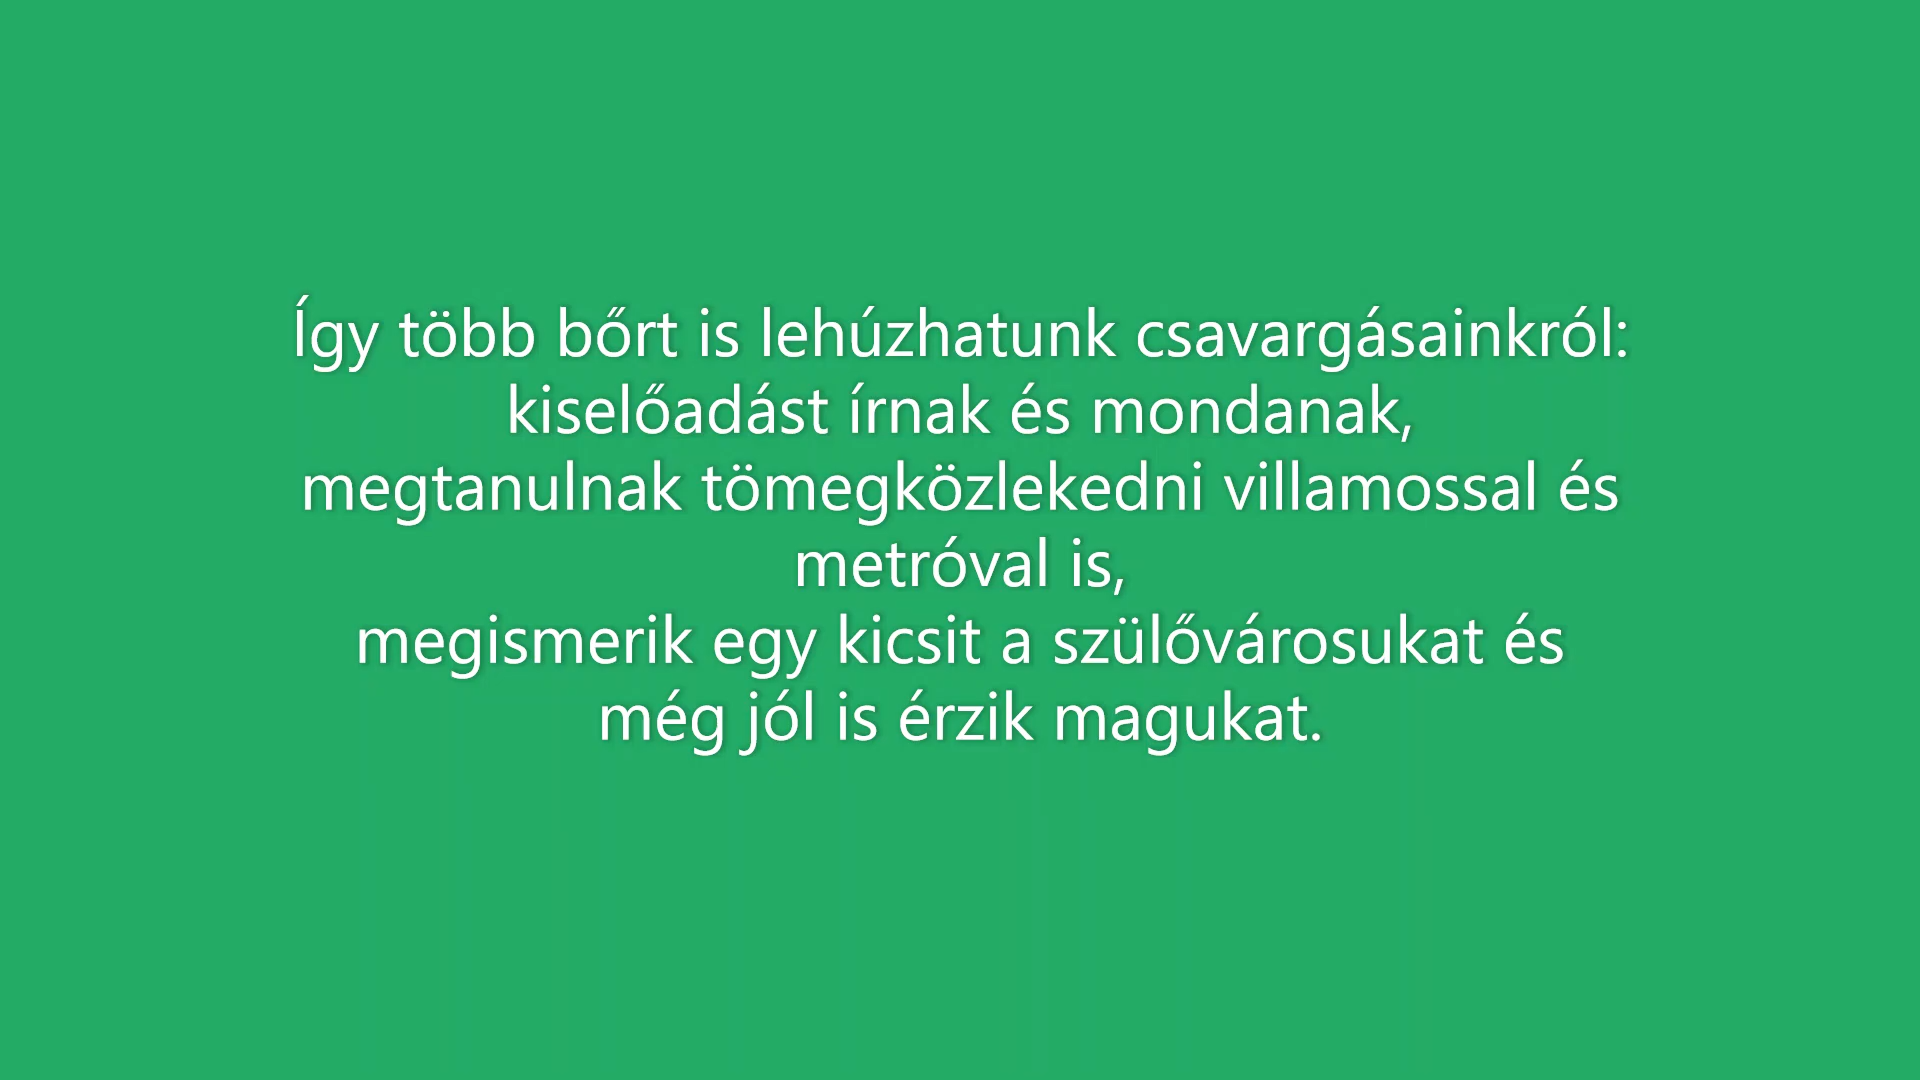 Így több bőrt is lehúzhatunk csavargásainkról:
kiselőadást írnak és mondanak,
megtanulnak tömegközlekedni villamossal és
metróval is,
megismerik egy kicsit a szülővárosukat és
még jól is érzik magukat.